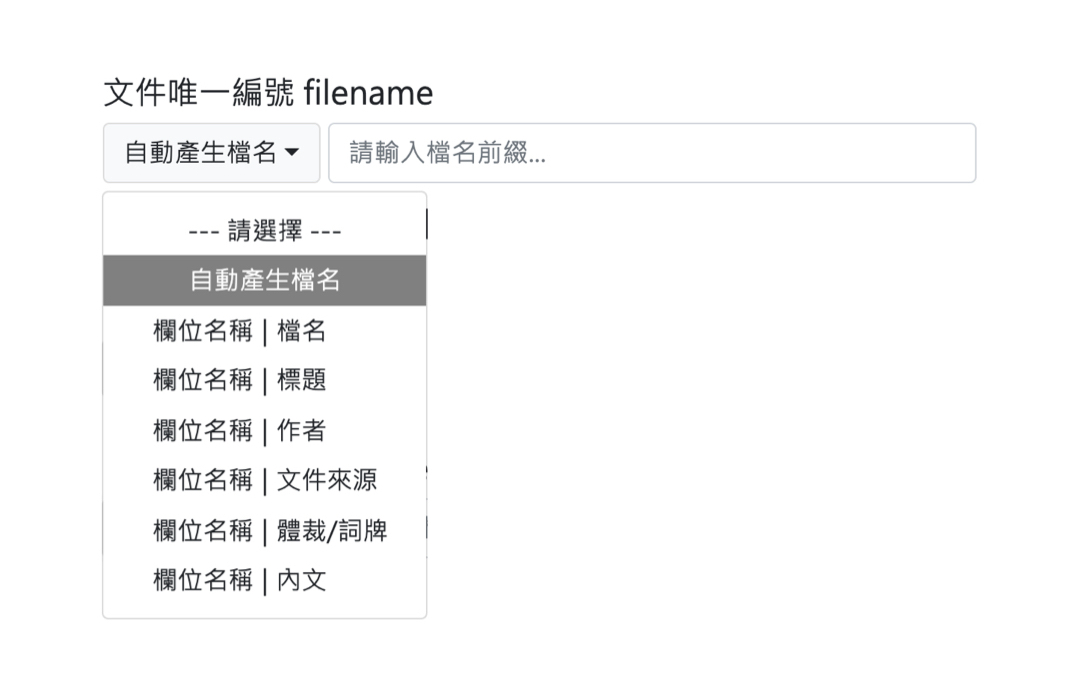 文件唯一編號 filename
自動產生檔名 請輸入檔名前綴...
--- 請選擇 ---
自動產生檔名
欄位名稱 | 檔名
欄位名稱 | 標題
欄位名稱 | 作者
欄位名稱 | 文件來源
欄位名稱 | 體裁/詞牌
欄位名稱 | 內文